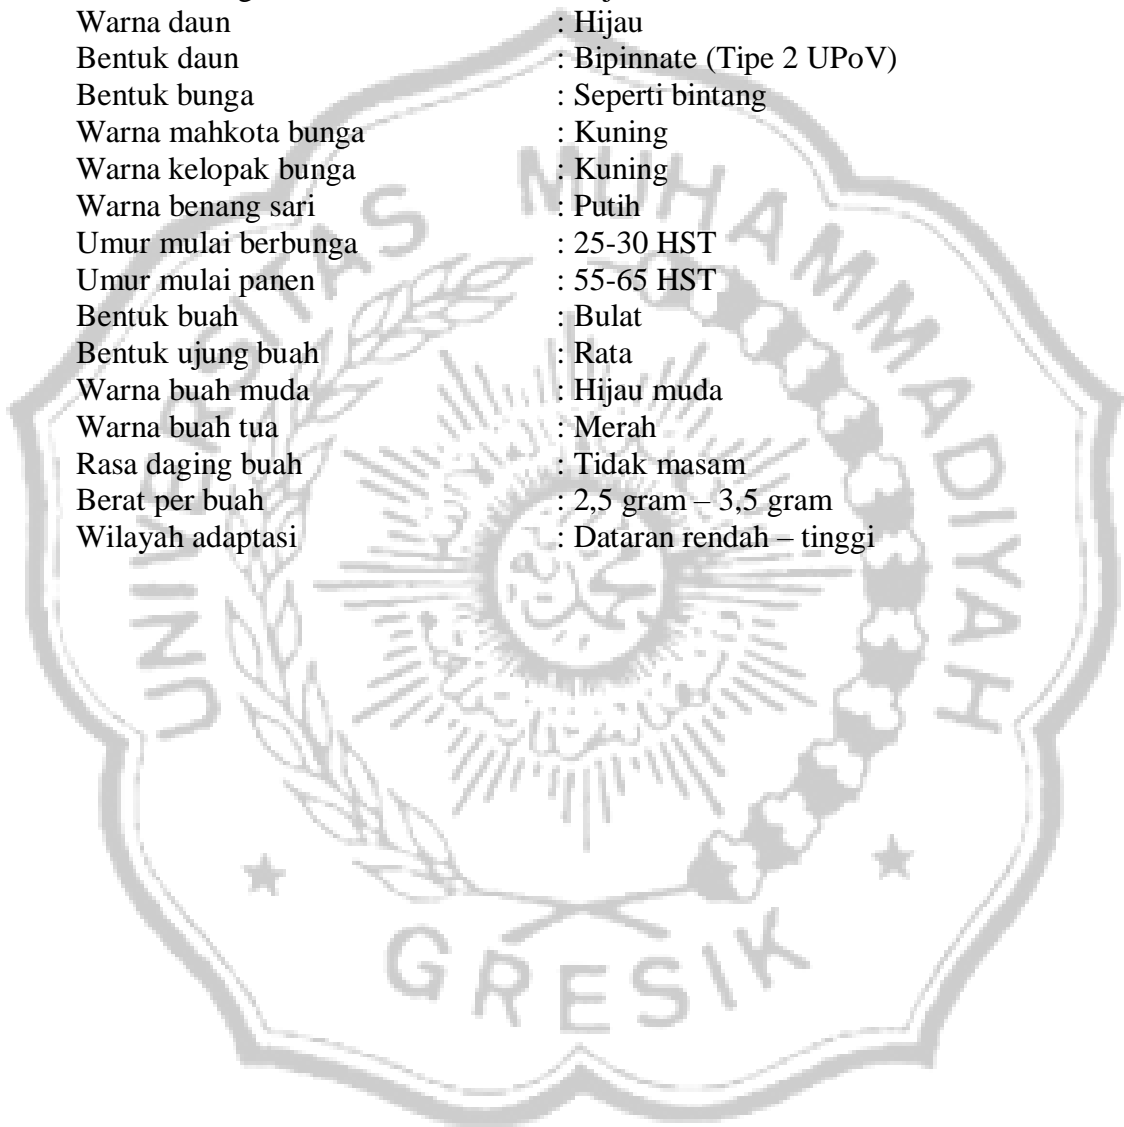 Warna daun : Hijau
Bentuk daun : Bipinnate (Tipe 2 UPoV)
Bentuk bunga : Seperti bintang
Warna mahkota bunga : Kuning
Warna kelopak bunga : Kuning
Warna benang sari : Putih
Umur mulai berbunga : 25-30 HST
Umur mulai panen : 55-65 HST
Bentuk buah : Bulat
Bentuk ujung buah : Rata
Warna buah muda : Hijau muda
Warna buah tua : Merah
Rasa daging buah : Tidak masam
Berat per buah : 2,5 gram – 3,5 gram
Wilayah adaptasi : Dataran rendah – tinggi
UNIVERSITAS MUHAMMADIYAH
GRESIK